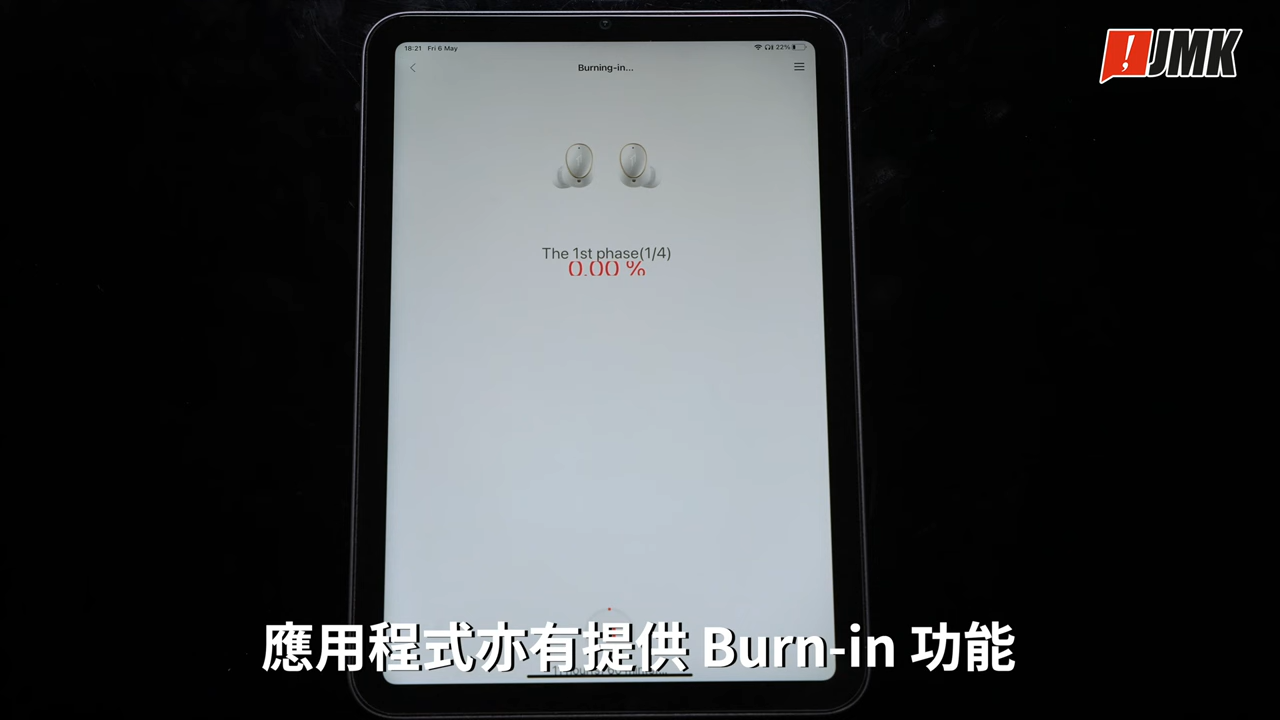 !JMK
18:21 Fri 6 May
22%
Burning-in...
The 1st phase(1/4)
0.00 %
應用程式亦有提供 Burn-in 功能